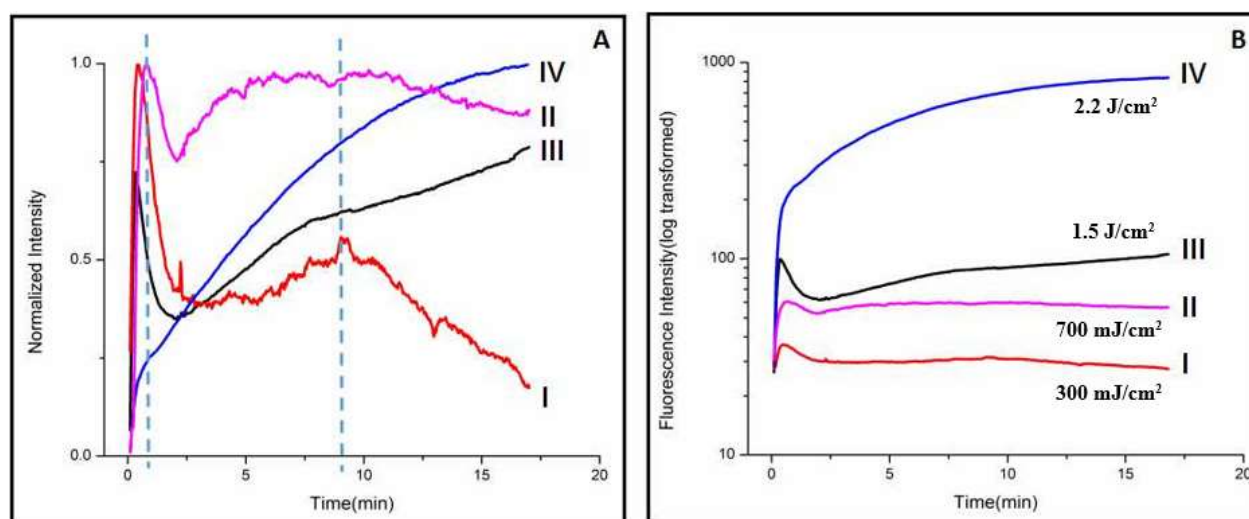 A
1.0
0.5
0.0
Normalized Intensity
IV
II
III
I
0
5
10
15
20
Time(min)
B
1000
100
10
Fluorescence Intensity(log transformed)
IV
2.2 J/cm²
1.5 J/cm²
III
II
700 mJ/cm²
I
300 mJ/cm²
0
5
10
15
20
Time(min)